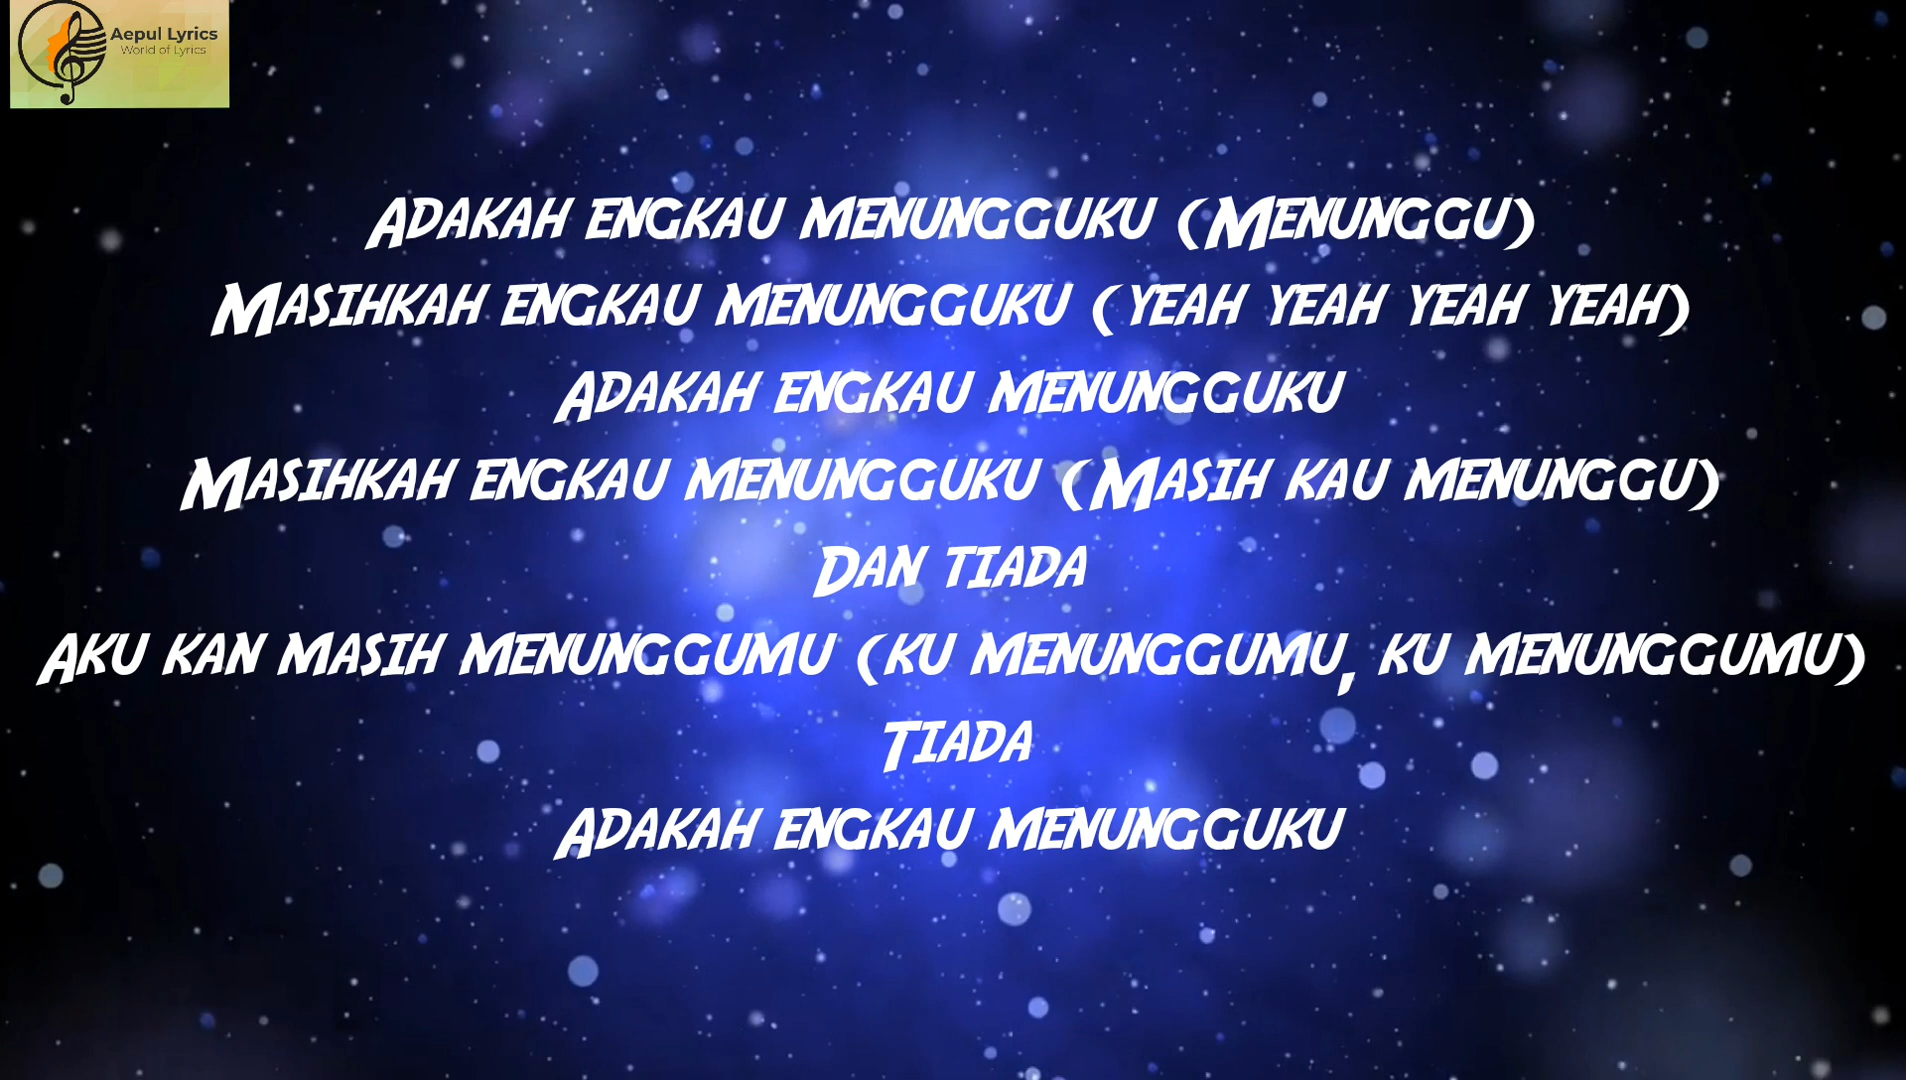 Aepul Lyrics
World of Lyrics
Adakah engkau menungguku (Menunggu)
Masihkah engkau menungguku (yeah yeah yeah yeah)
Adakah engkau menungguku
Masihkah engkau menungguku (Masih kau menunggu)
Dan tiada
Aku kan masih menunggumu (ku menunggumu, ku menunggumu)
Tiada
Adakah engkau menungguku